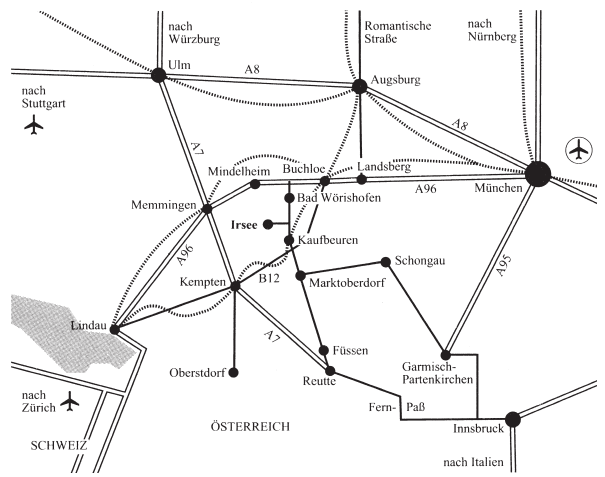 nach
Würzburg
Romantische
Straße
nach
Nürnberg
Ulm
A8
Augsburg
nach
Stuttgart
A8
A7
Mindelheim
Buchloe
Landsberg
München
A96
Bad Wörishofen
Memmingen
Irsee
Kaufbeuren
A96
A95
Schongau
Kempten
B12
Marktoberdorf
Lindau
A7
Füssen
Oberstdorf
Reutte
Garmisch-
Partenkirchen
nach
Zürich
Fern-
Paß
ÖSTERREICH
Innsbruck
SCHWEIZ
nach Italien